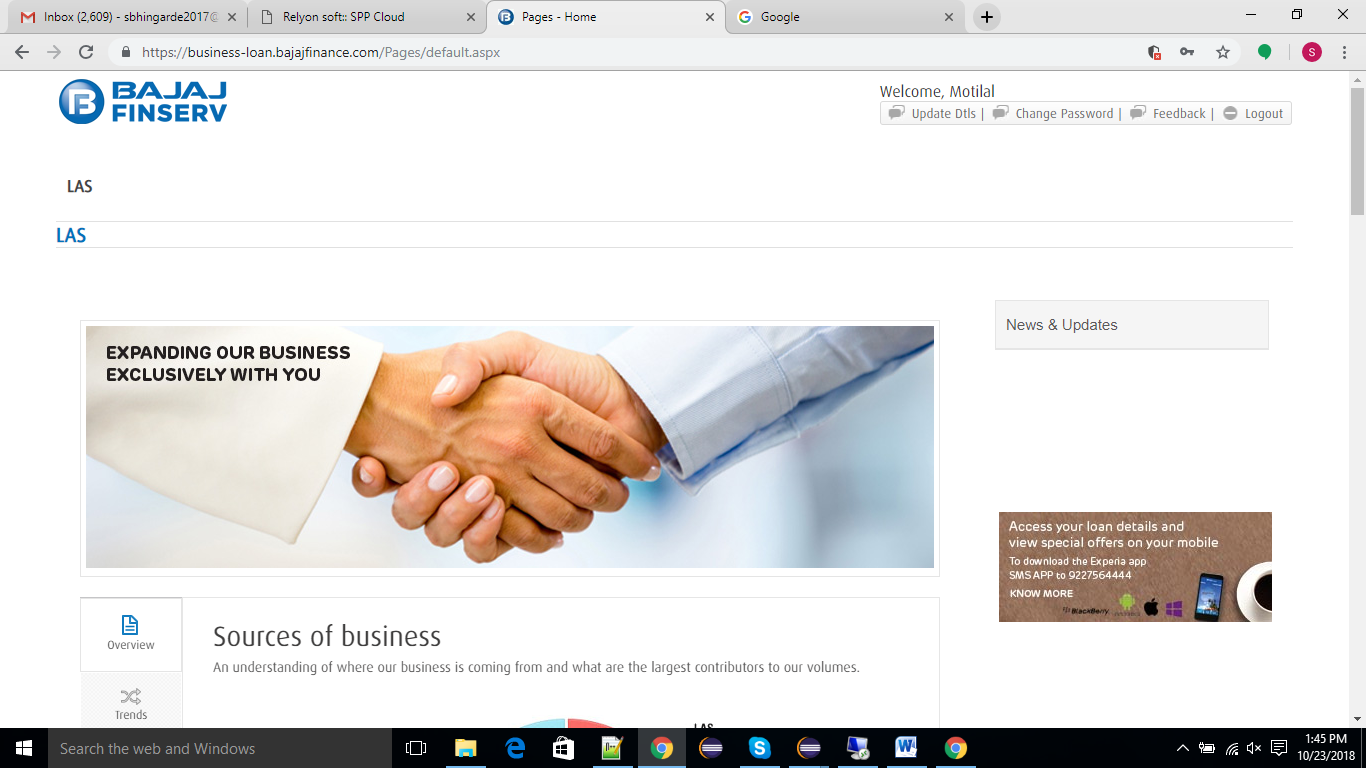 Inbox (2,609) - sbhingarde2017@
Relyon soft:: SPP Cloud
Pages - Home
Google
https://business-loan.bajajfinance.com/Pages/default.aspx
S
BAJAJ
FINSERV
Welcome, Motilal
Update Dtls | Change Password | Feedback | Logout
LAS
LAS
EXPANDING OUR BUSINESS
EXCLUSIVELY WITH YOU
News & Updates
Access your loan details and
view special offers on your mobile
To download the Experia app
SMS APP to 9227564444
KNOW MORE
BlackBerry
Overview
Sources of business
An understanding of where our business is coming from and what are the largest contributors to our volumes.
Trends
LAS
Search the web and Windows
1:45 PM
10/23/2018